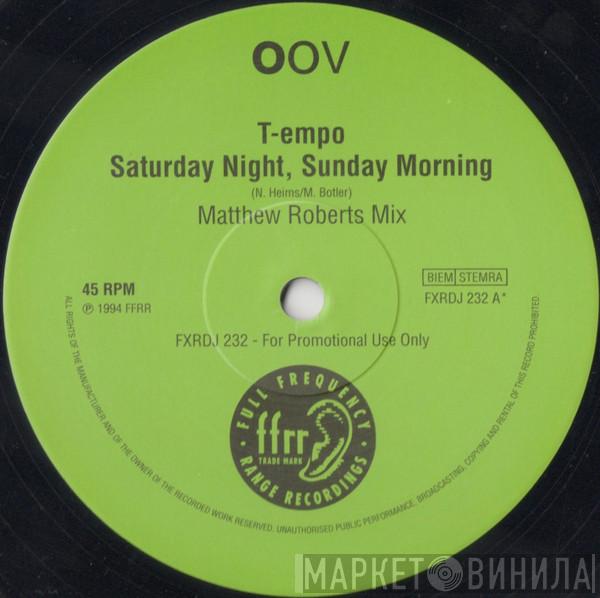 OOV
T-empo
Saturday Night, Sunday Morning
(N. Heims/M. Botler)
Matthew Roberts Mix
45 RPM
℗ 1994 FFRR
BIEM STEMRA
FXRDJ 232 A*
FXRDJ 232 - For Promotional Use Only
FULL FREQUENCY
ffrr
TRADE MARK
RANGE RECORDINGS
ALL RIGHTS OF THE MANUFACTURER AND OF THE OWNER OF THE RECORDED WORK RESERVED. UNAUTHORISED PUBLIC PERFORMANCE, BROADCASTING, COPYING AND RENTAL OF THIS RECORD PROHIBITED.
МАРКЕТ ВИНИЛА